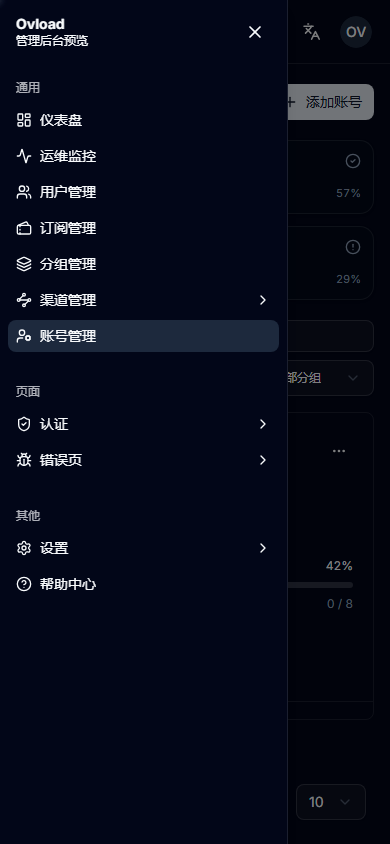 Ovload
管理后台预览
OV
通用
添加账号
仪表盘
运维监控
57%
用户管理
订阅管理
分组管理
29%
渠道管理
账号管理
部分组
页面
认证
错误页
其他
设置
42%
帮助中心
0 / 8
10